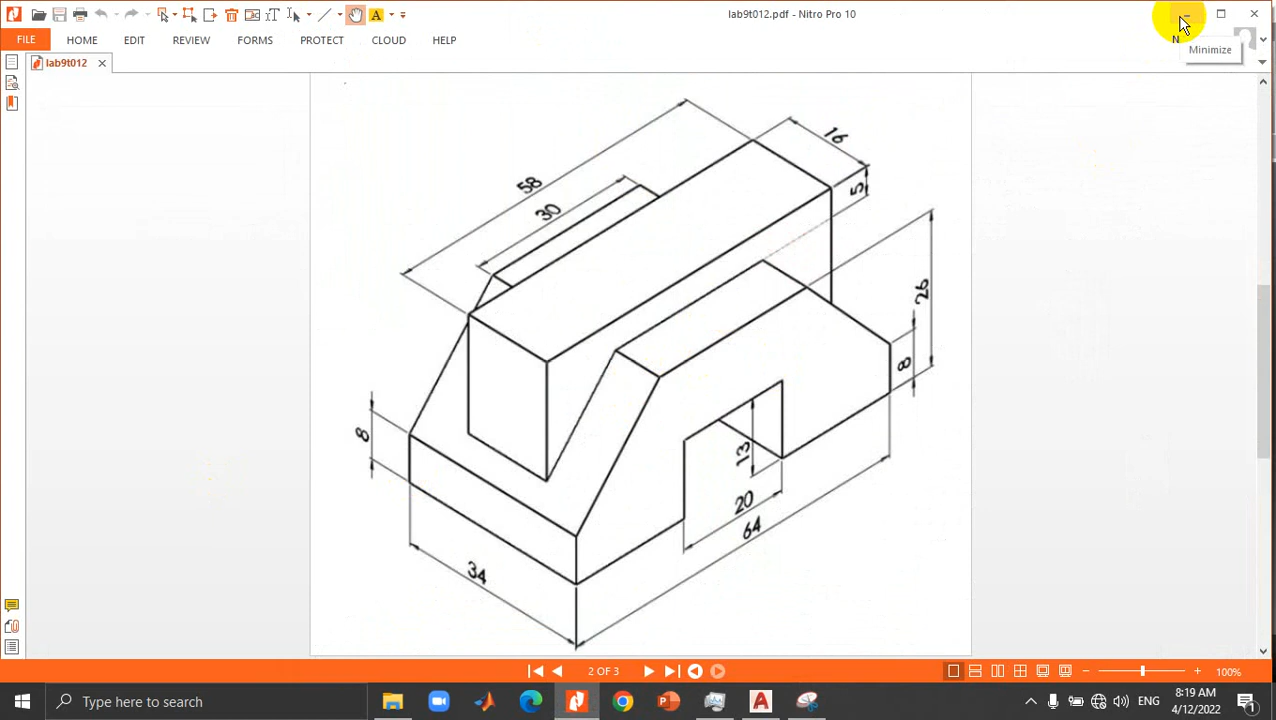 lab9t012.pdf - Nitro Pro 10
FILE HOME EDIT REVIEW FORMS PROTECT CLOUD HELP
N
Minimize
lab9t012
58
30
16
5
26
8
8
13
20
64
34
2 OF 3
100%
Type here to search
ENG
8:19 AM
4/12/2022
1